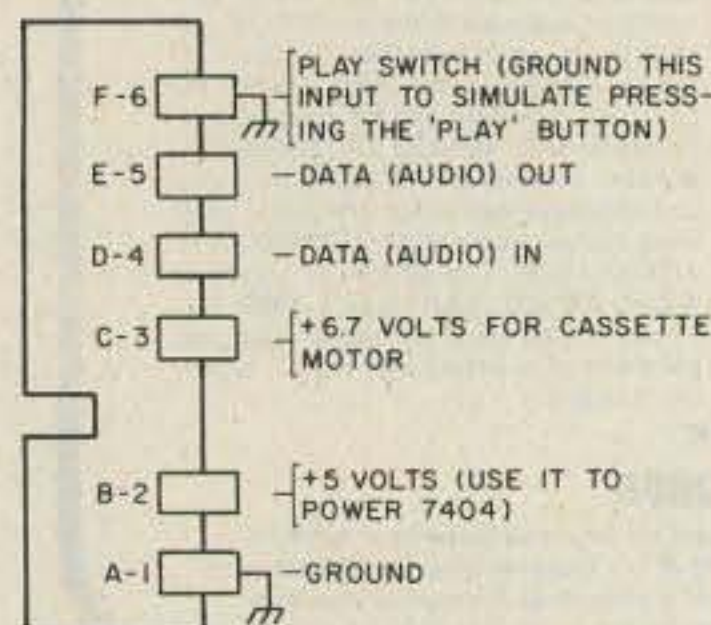 F-6
PLAY SWITCH (GROUND THIS
INPUT TO SIMULATE PRESS-
ING THE 'PLAY' BUTTON)
E-5
DATA (AUDIO) OUT
D-4
DATA (AUDIO) IN
C-3
+6.7 VOLTS FOR CASSETTE
MOTOR
B-2
+5 VOLTS (USE IT TO
POWER 7404)
A-1
GROUND